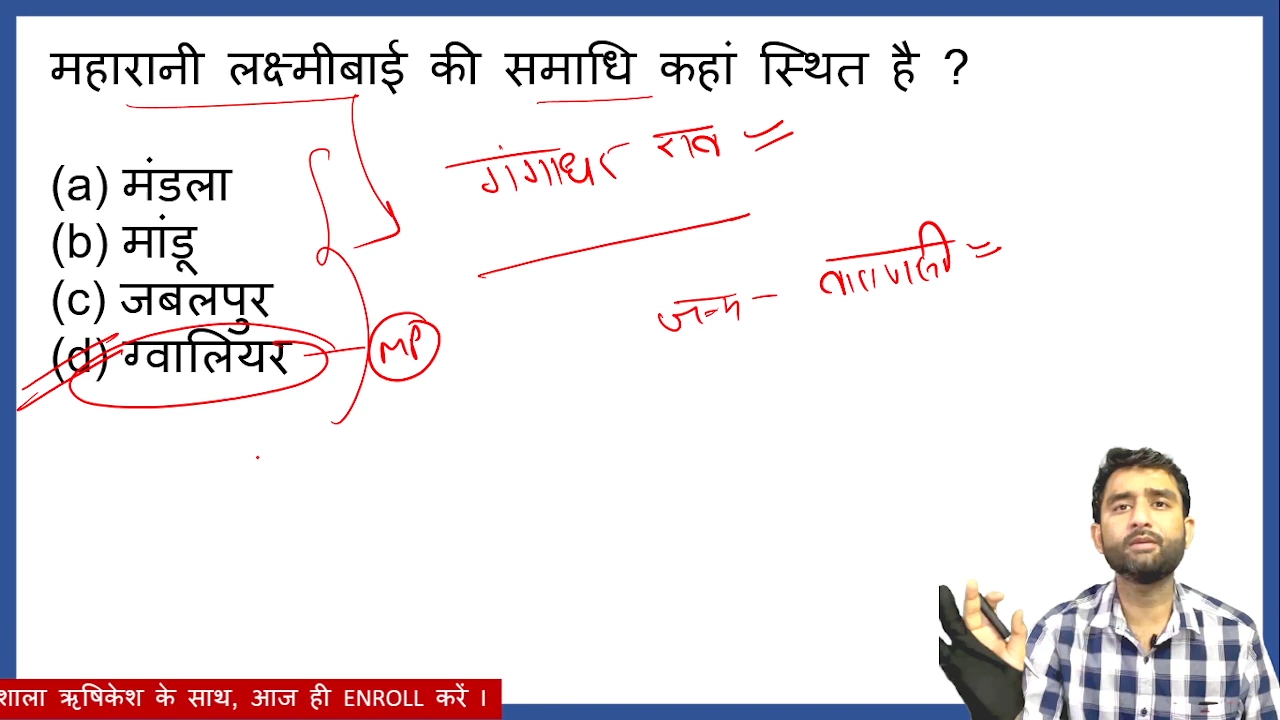 महारानी लक्ष्मीबाई की समाधि कहां स्थित है ?
गंगाधर राव =
(a) मंडला
(b) मांडू
जन्म - वाराणसी =
(c) जबलपुर
(d) ग्वालियर
MP
शाला ऋषिकेश के साथ, आज ही ENROLL करें ।